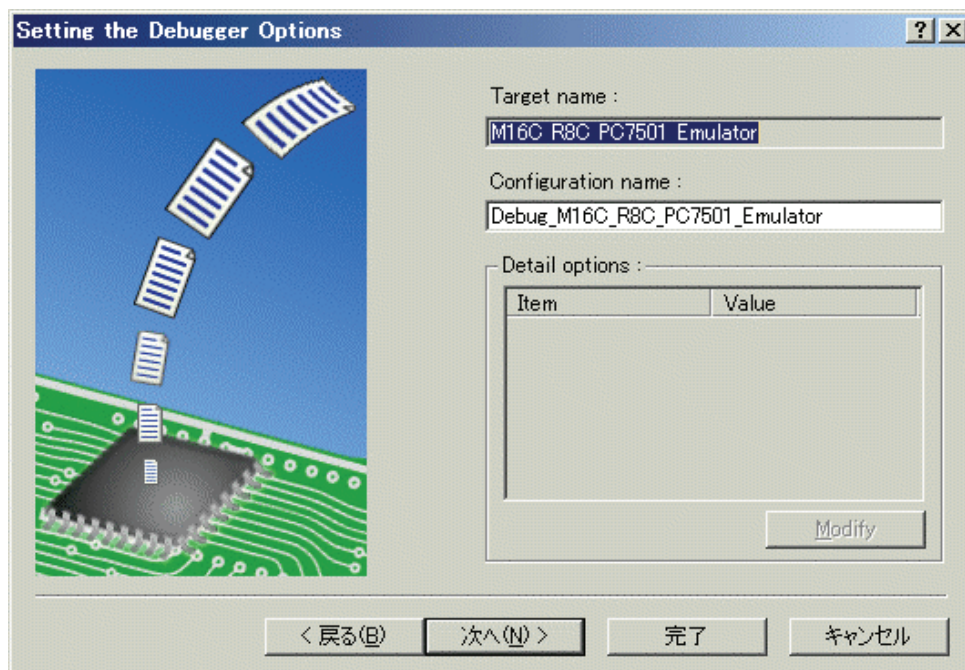 Setting the Debugger Options
Target name :
M16C R8C PC7501 Emulator
Configuration name :
Debug_M16C_R8C_PC7501_Emulator
Detail options :
Item Value
Modify
< 戻る(B) 次へ(N) > 完了 キャンセル